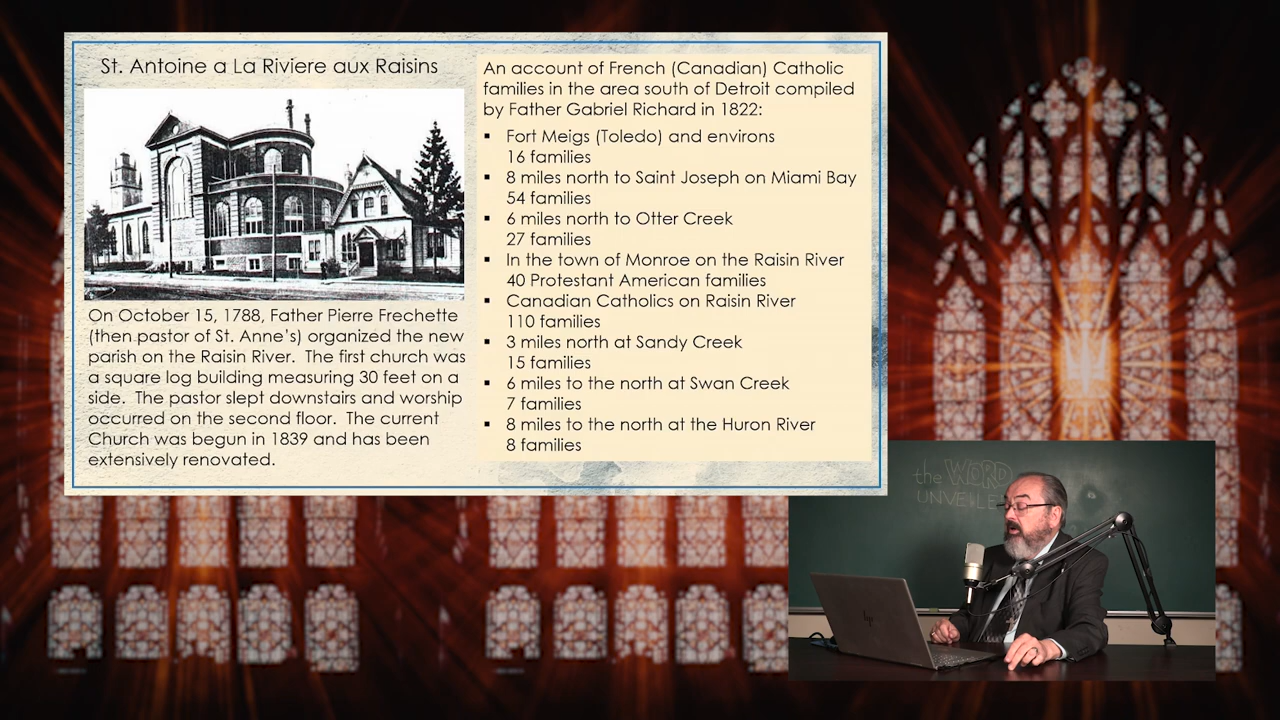 St. Antoine a La Riviere aux Raisins
On October 15, 1788, Father Pierre Frechette
(then pastor of St. Anne's) organized the new
parish on the Raisin River. The first church was
a square log building measuring 30 feet on a
side. The pastor slept downstairs and worship
occurred on the second floor. The current
Church was begun in 1839 and has been
extensively renovated.
An account of French (Canadian) Catholic
families in the area south of Detroit compiled
by Father Gabriel Richard in 1822:
▪ Fort Meigs (Toledo) and environs
16 families
▪ 8 miles north to Saint Joseph on Miami Bay
54 families
▪ 6 miles north to Otter Creek
27 families
▪ In the town of Monroe on the Raisin River
40 Protestant American families
▪ Canadian Catholics on Raisin River
110 families
▪ 3 miles north at Sandy Creek
15 families
▪ 6 miles to the north at Swan Creek
7 families
▪ 8 miles to the north at the Huron River
8 families
the WORD
UNVEILE
hp